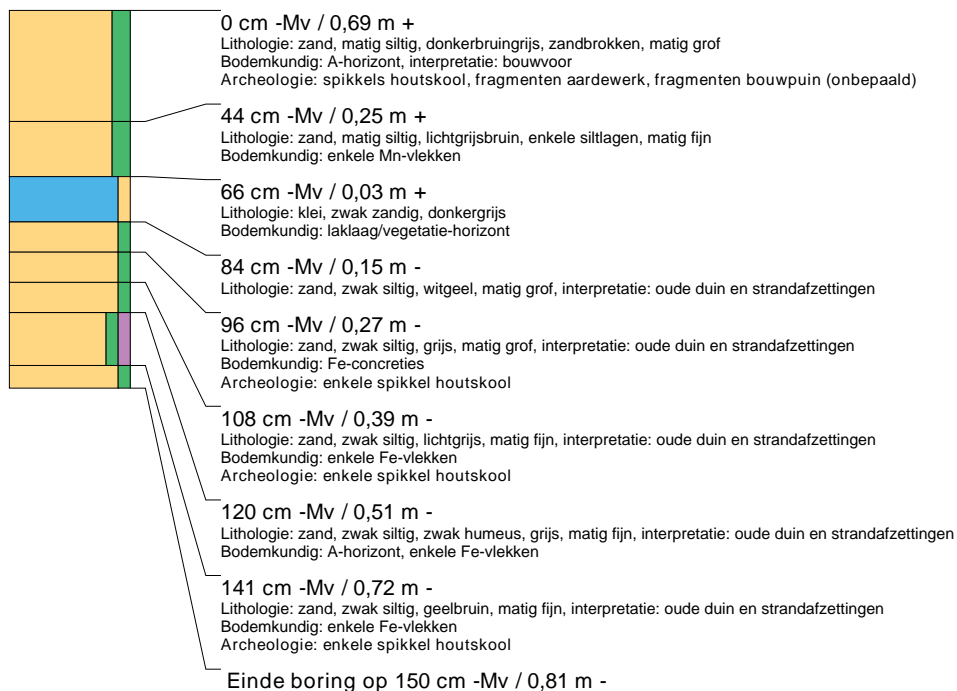 0 cm -Mv / 0,69 m +
Lithologie: zand, matig siltig, donkerbruingrijs, zandbrokken, matig grof
Bodemkundig: A-horizont, interpretatie: bouwvoor
Archeologie: spikkels houtskool, fragmenten aardewerk, fragmenten bouwpuin (onbepaald)
44 cm -Mv / 0,25 m +
Lithologie: zand, matig siltig, lichtgrijsbruin, enkele siltlagen, matig fijn
Bodemkundig: enkele Mn-vlekken
66 cm -Mv / 0,03 m +
Lithologie: klei, zwak zandig, donkergrijs
Bodemkundig: laklaag/vegetatie-horizont
84 cm -Mv / 0,15 m -
Lithologie: zand, zwak siltig, witgeel, matig grof, interpretatie: oude duin en strandafzettingen
96 cm -Mv / 0,27 m -
Lithologie: zand, zwak siltig, grijs, matig grof, interpretatie: oude duin en strandafzettingen
Bodemkundig: Fe-concreties
Archeologie: enkele spikkel houtskool
108 cm -Mv / 0,39 m -
Lithologie: zand, zwak siltig, lichtgrijs, matig fijn, interpretatie: oude duin en strandafzettingen
Bodemkundig: enkele Fe-vlekken
Archeologie: enkele spikkel houtskool
120 cm -Mv / 0,51 m -
Lithologie: zand, zwak siltig, zwak humeus, grijs, matig fijn, interpretatie: oude duin en strandafzettingen
Bodemkundig: A-horizont, enkele Fe-vlekken
141 cm -Mv / 0,72 m -
Lithologie: zand, zwak siltig, geelbruin, matig fijn, interpretatie: oude duin en strandafzettingen
Bodemkundig: enkele Fe-vlekken
Archeologie: enkele spikkel houtskool
Einde boring op 150 cm -Mv / 0,81 m -